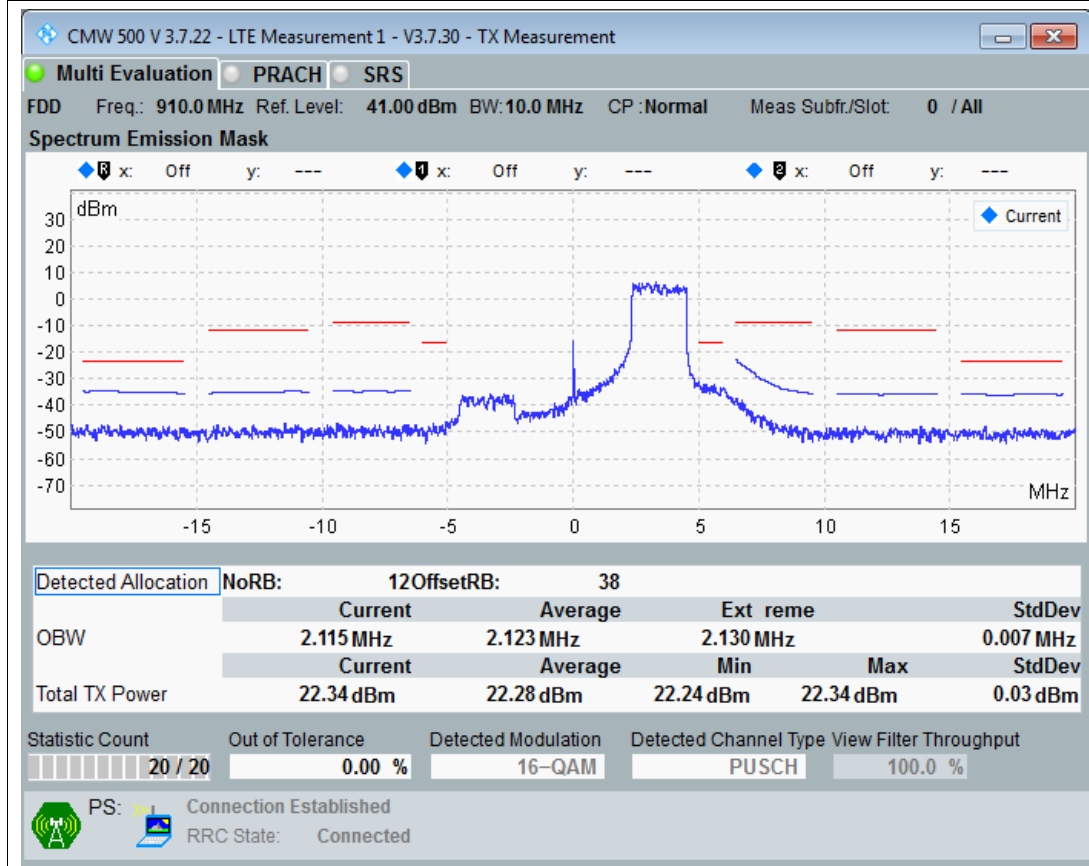 CMW 500 V 3.7.22 - LTE Measurement 1 - V3.7.30 - TX Measurement
Multi Evaluation PRACH SRS
FDD Freq.: 910.0 MHz Ref. Level: 41.00 dBm BW: 10.0 MHz CP : Normal Meas Subfr./Slot: 0 / All
Spectrum Emission Mask
R x: Off y: --- 1 x: Off y: --- 2 x: Off y: ---
dBm
Current
30
20
10
0
-10
-20
-30
-40
-50
-60
-70
MHz
-15 -10 -5 0 5 10 15
Detected Allocation NoRB: 12 OffsetRB: 38
Current Average Ext reme StdDev
OBW 2.115 MHz 2.123 MHz 2.130 MHz 0.007 MHz
Current Average Min Max StdDev
Total TX Power 22.34 dBm 22.28 dBm 22.24 dBm 22.34 dBm 0.03 dBm
Statistic Count Out of Tolerance Detected Modulation Detected Channel Type View Filter Throughput
20 / 20 0.00 % 16-QAM PUSCH 100.0 %
PS: Connection Established
RRC State: Connected